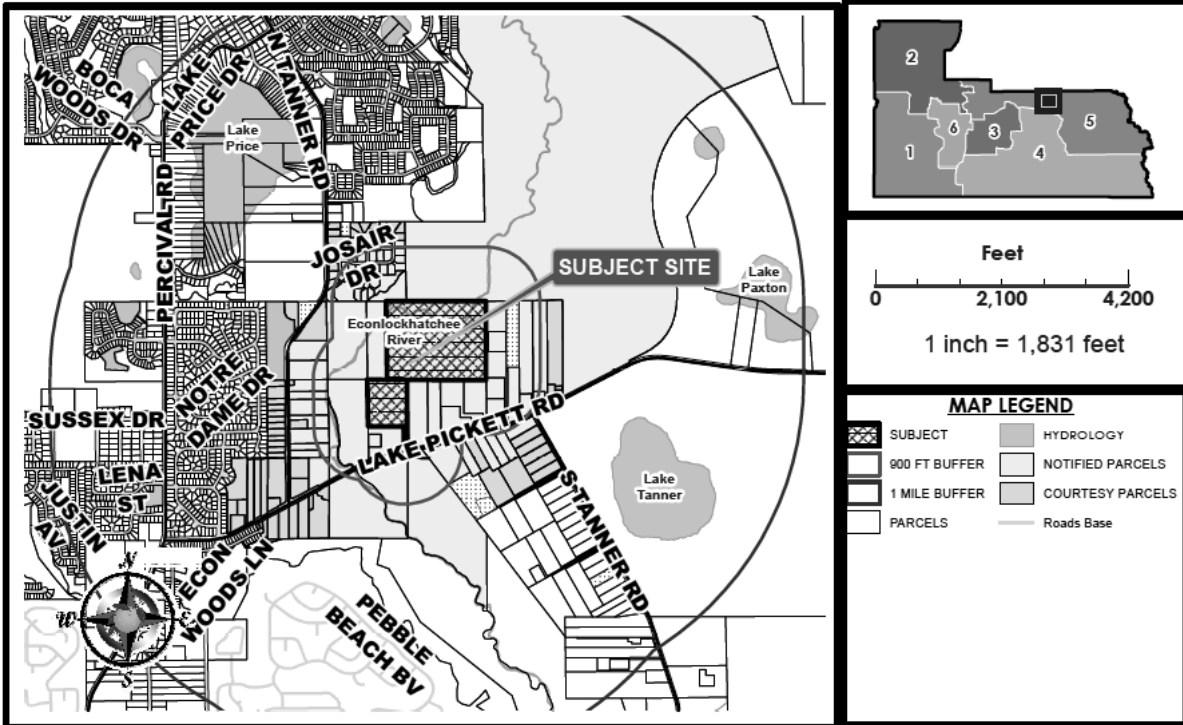 BOCA
WOODS DR
LAKE
PRICE DR
N TANNER RD
Lake
Price
PERCIVAL RD
JOSAIR
DR
SUBJECT SITE
Lake
Paxton
Econlockhatchee
River
NOTRE
DAME DR
SUSSEX DR
LAKE PICKETT RD
LENA
ST
JUSTIN
AV
Lake
Tanner
S TANNER RD
ECON
WOODS LN
PEBBLE
BEACH BV
N
W
E
S
2
6
3
5
1
4
Feet
0 2,100 4,200
1 inch = 1,831 feet
MAP LEGEND
SUBJECT
900 FT BUFFER
1 MILE BUFFER
PARCELS
HYDROLOGY
NOTIFIED PARCELS
COURTESY PARCELS
Roads Base